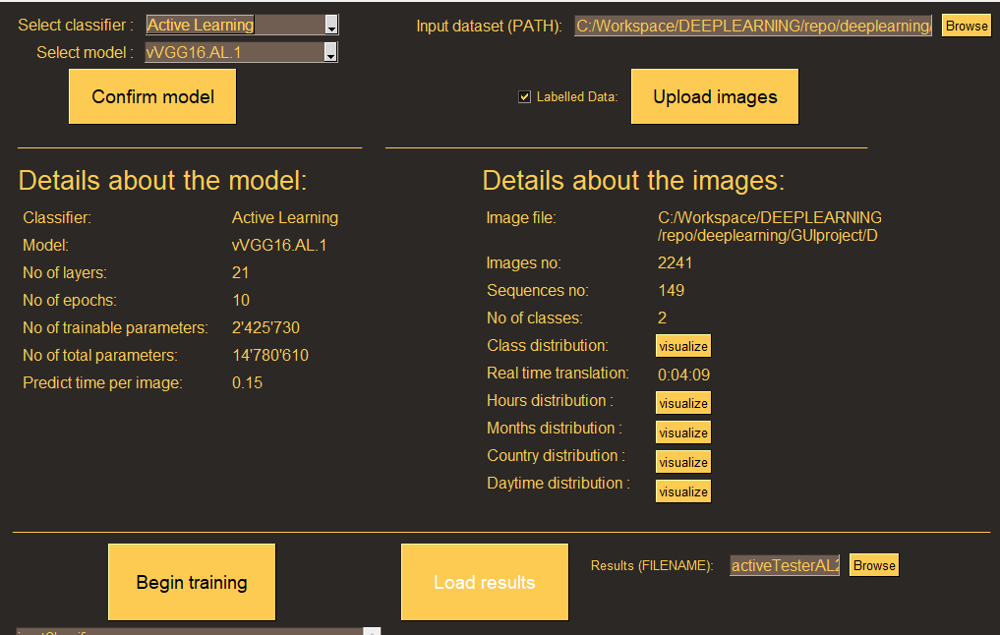 Select classifier : Active Learning
Input dataset (PATH): C:/Workspace/DEEPLEARNING/repo/deeplearning/ Browse
Select model : vVGG16.AL.1
Confirm model
Labelled Data: Upload images
Details about the model:
Classifier: Active Learning
Model: vVGG16.AL.1
No of layers: 21
No of epochs: 10
No of trainable parameters: 2'425'730
No of total parameters: 14'780'610
Predict time per image: 0.15
Details about the images:
Image file: C:/Workspace/DEEPLEARNING
/repo/deeplearning/GUIproject/D
Images no: 2241
Sequences no: 149
No of classes: 2
Class distribution: visualize
Real time translation: 0:04:09
Hours distribution : visualize
Months distribution : visualize
Country distribution : visualize
Daytime distribution : visualize
Begin training
Load results
Results (FILENAME): activeTesterAL2 Browse